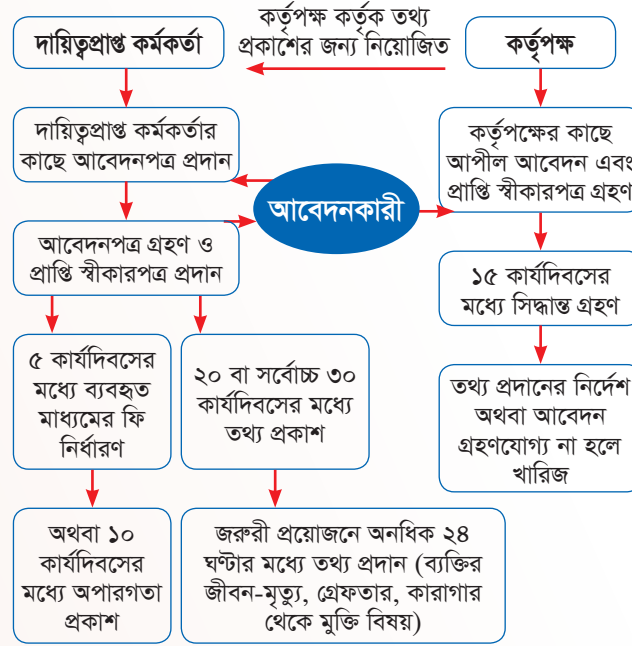 কর্তৃপক্ষ কর্তৃক তথ্য
প্রকাশের জন্য নিয়োজিত
দায়িত্বপ্রাপ্ত কর্মকর্তা
কর্তৃপক্ষ
দায়িত্বপ্রাপ্ত কর্মকর্তার
কাছে আবেদনপত্র প্রদান
কর্তৃপক্ষের কাছে
আপীল আবেদন এবং
প্রাপ্তি স্বীকারপত্র গ্রহণ
আবেদনকারী
আবেদনপত্র গ্রহণ ও
প্রাপ্তি স্বীকারপত্র প্রদান
১৫ কার্যদিবসের
মধ্যে সিদ্ধান্ত গ্রহণ
৫ কার্যদিবসের
মধ্যে ব্যবহৃত
মাধ্যমের ফি
নির্ধারণ
২০ বা সর্বোচ্চ ৩০
কার্যদিবসের মধ্যে
তথ্য প্রকাশ
তথ্য প্রদানের নির্দেশ
অথবা আবেদন
গ্রহণযোগ্য না হলে
খারিজ
অথবা ১০
কার্যদিবসের
মধ্যে অপারগতা
প্রকাশ
জরুরী প্রয়োজনে অনধিক ২৪
ঘণ্টার মধ্যে তথ্য প্রদান (ব্যক্তির
জীবন-মৃত্যু, গ্রেফতার, কারাগার
থেকে মুক্তি বিষয়)